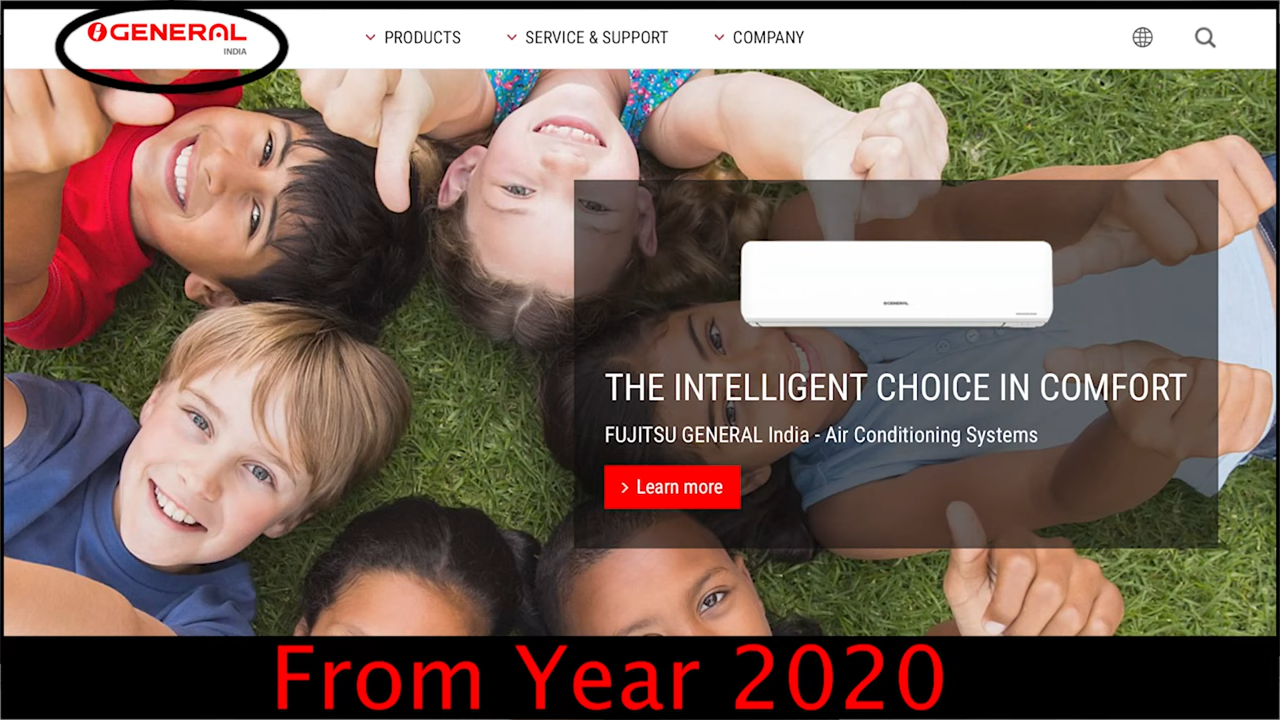 GENERAL
INDIA
PRODUCTS
SERVICE & SUPPORT
COMPANY
GENERAL
THE INTELLIGENT CHOICE IN COMFORT
FUJITSU GENERAL India - Air Conditioning Systems
Learn more
From Year 2020